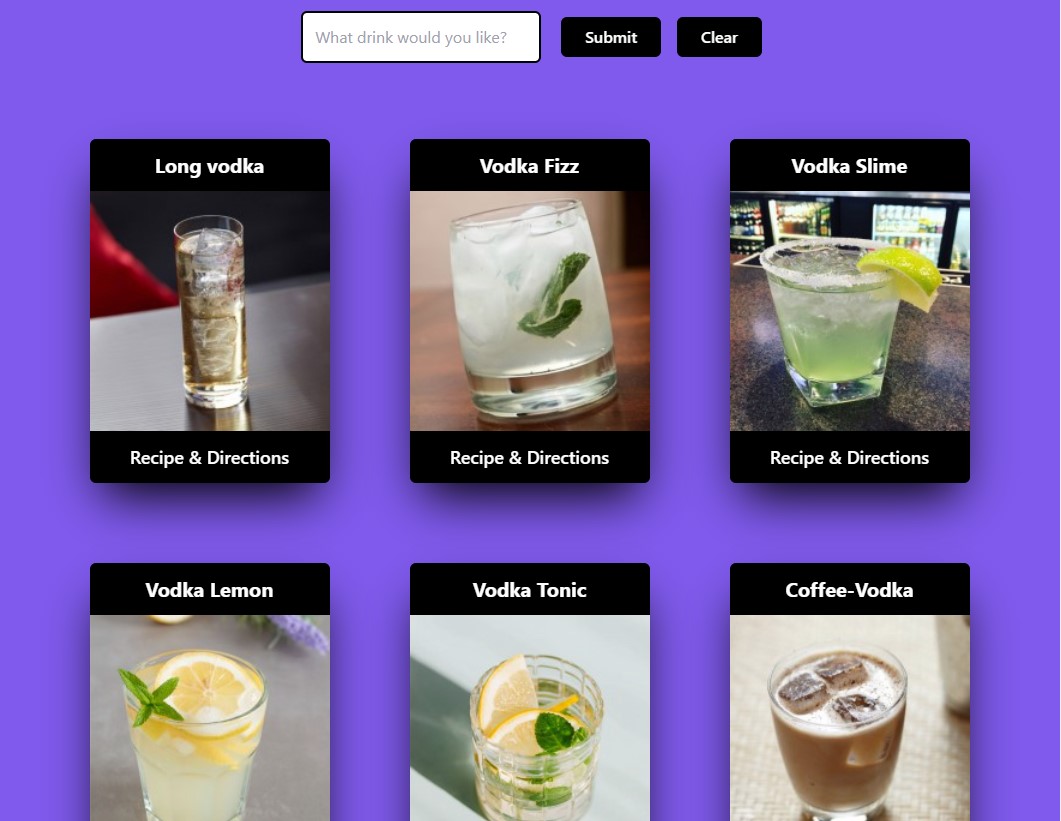 What drink would you like?
Submit
Clear
Long vodka
Vodka Fizz
Vodka Slime
Recipe & Directions
Recipe & Directions
Recipe & Directions
Vodka Lemon
Vodka Tonic
Coffee-Vodka